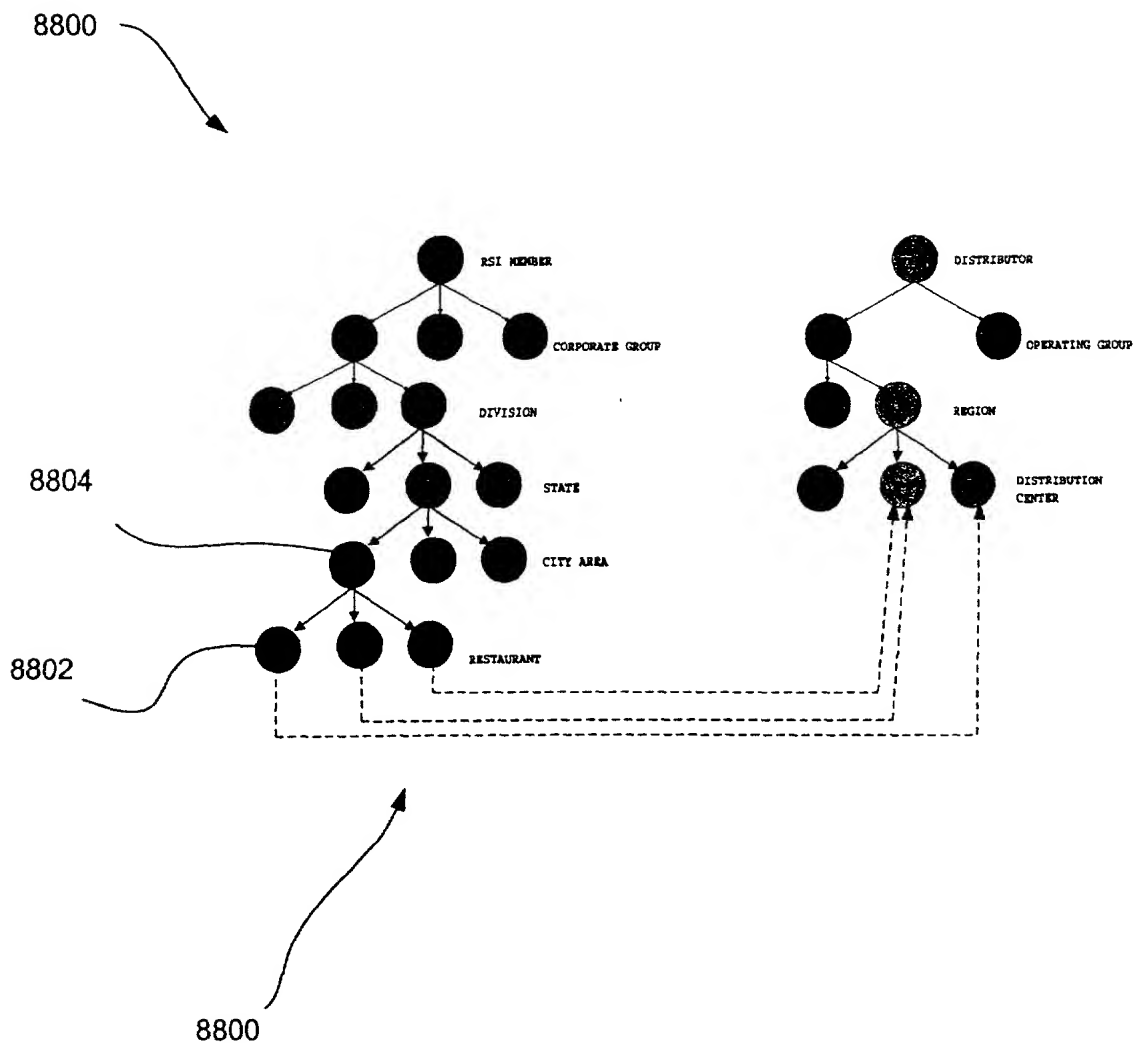 8800
RSI MEMBER
DISTRIBUTOR
CORPORATE GROUP
OPERATING GROUP
DIVISION
REGION
8804
STATE
DISTRIBUTION
CENTER
CITY AREA
8802
RESTAURANT
8800